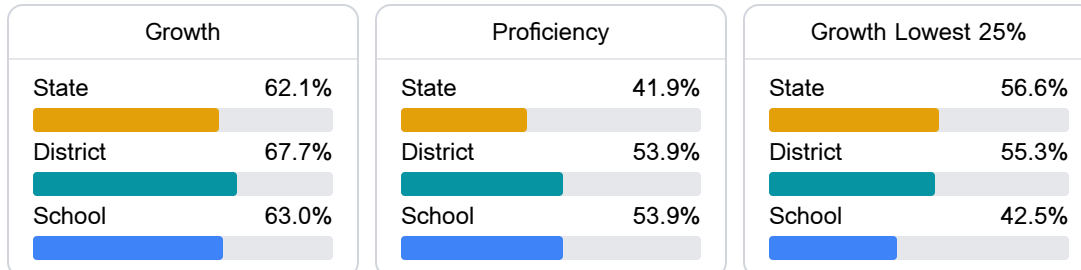 Growth
State 62.1%
District 67.7%
School 63.0%
Proficiency
State 41.9%
District 53.9%
School 53.9%
Growth Lowest 25%
State 56.6%
District 55.3%
School 42.5%